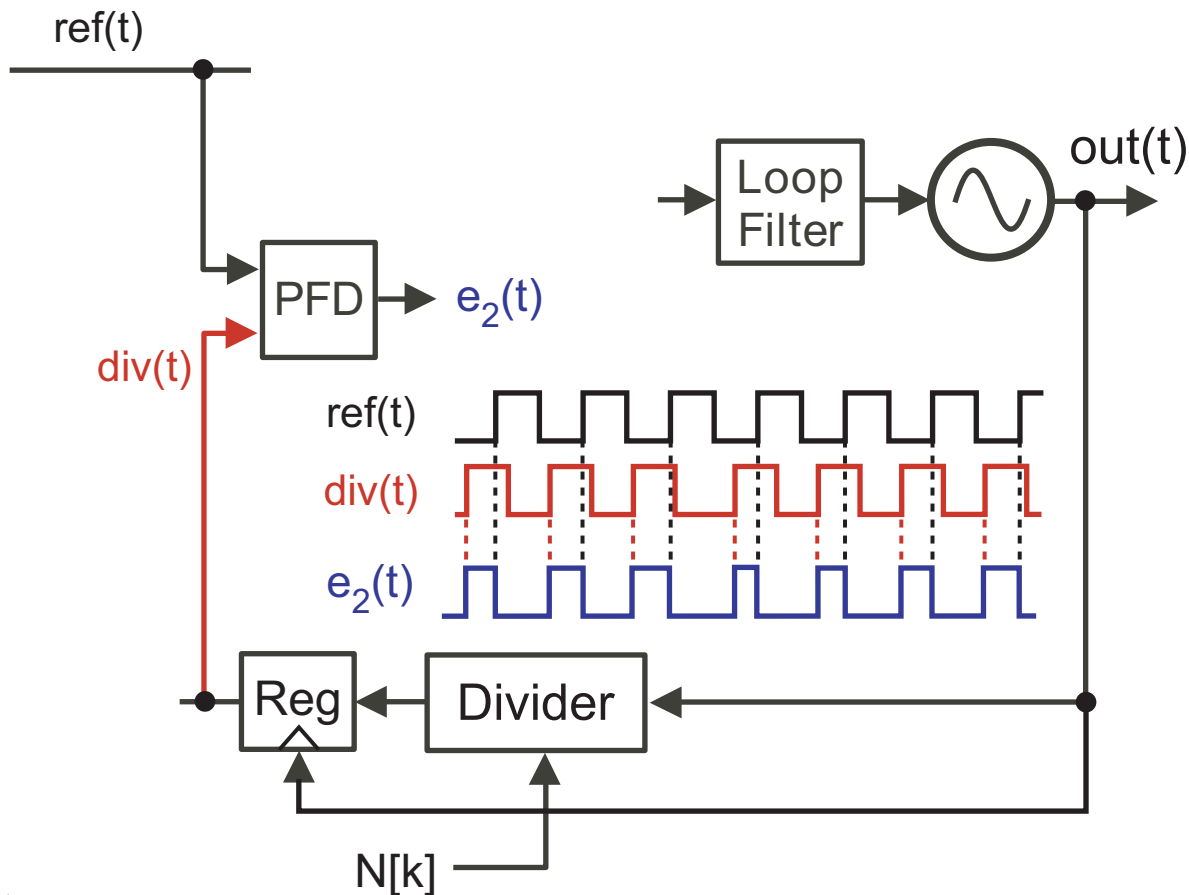 ref(t)
Loop
Filter
out(t)
PFD
e2(t)
div(t)
ref(t)
div(t)
e2(t)
Reg
Divider
N[k]